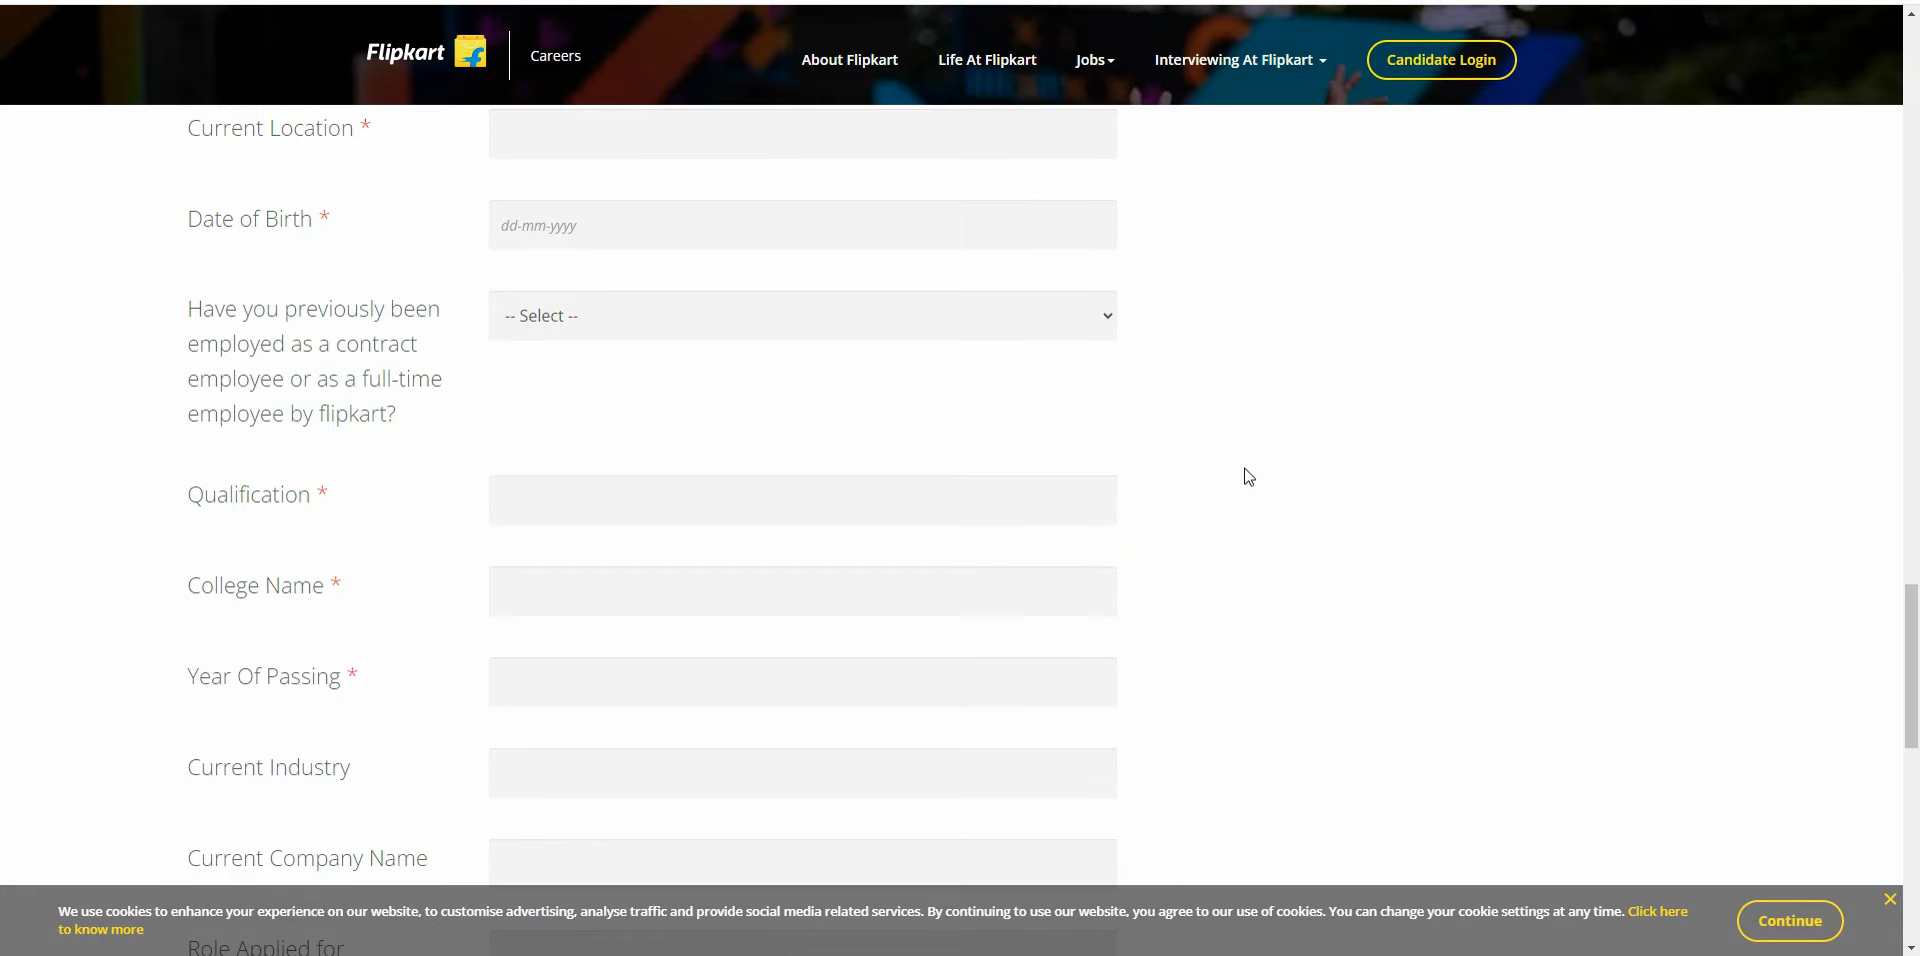 Flipkart
Careers
About Flipkart
Life At Flipkart
Jobs
Interviewing At Flipkart
Candidate Login
Current Location *
Date of Birth *
dd-mm-yyyy
Have you previously been
employed as a contract
employee or as a full-time
employee by flipkart?
-- Select --
Qualification *
College Name *
Year Of Passing *
Current Industry
Current Company Name
We use cookies to enhance your experience on our website, to customise advertising, analyse traffic and provide social media related services. By continuing to use our website, you agree to our use of cookies. You can change your cookie settings at any time. Click here
to know more
Continue
Role Applied for